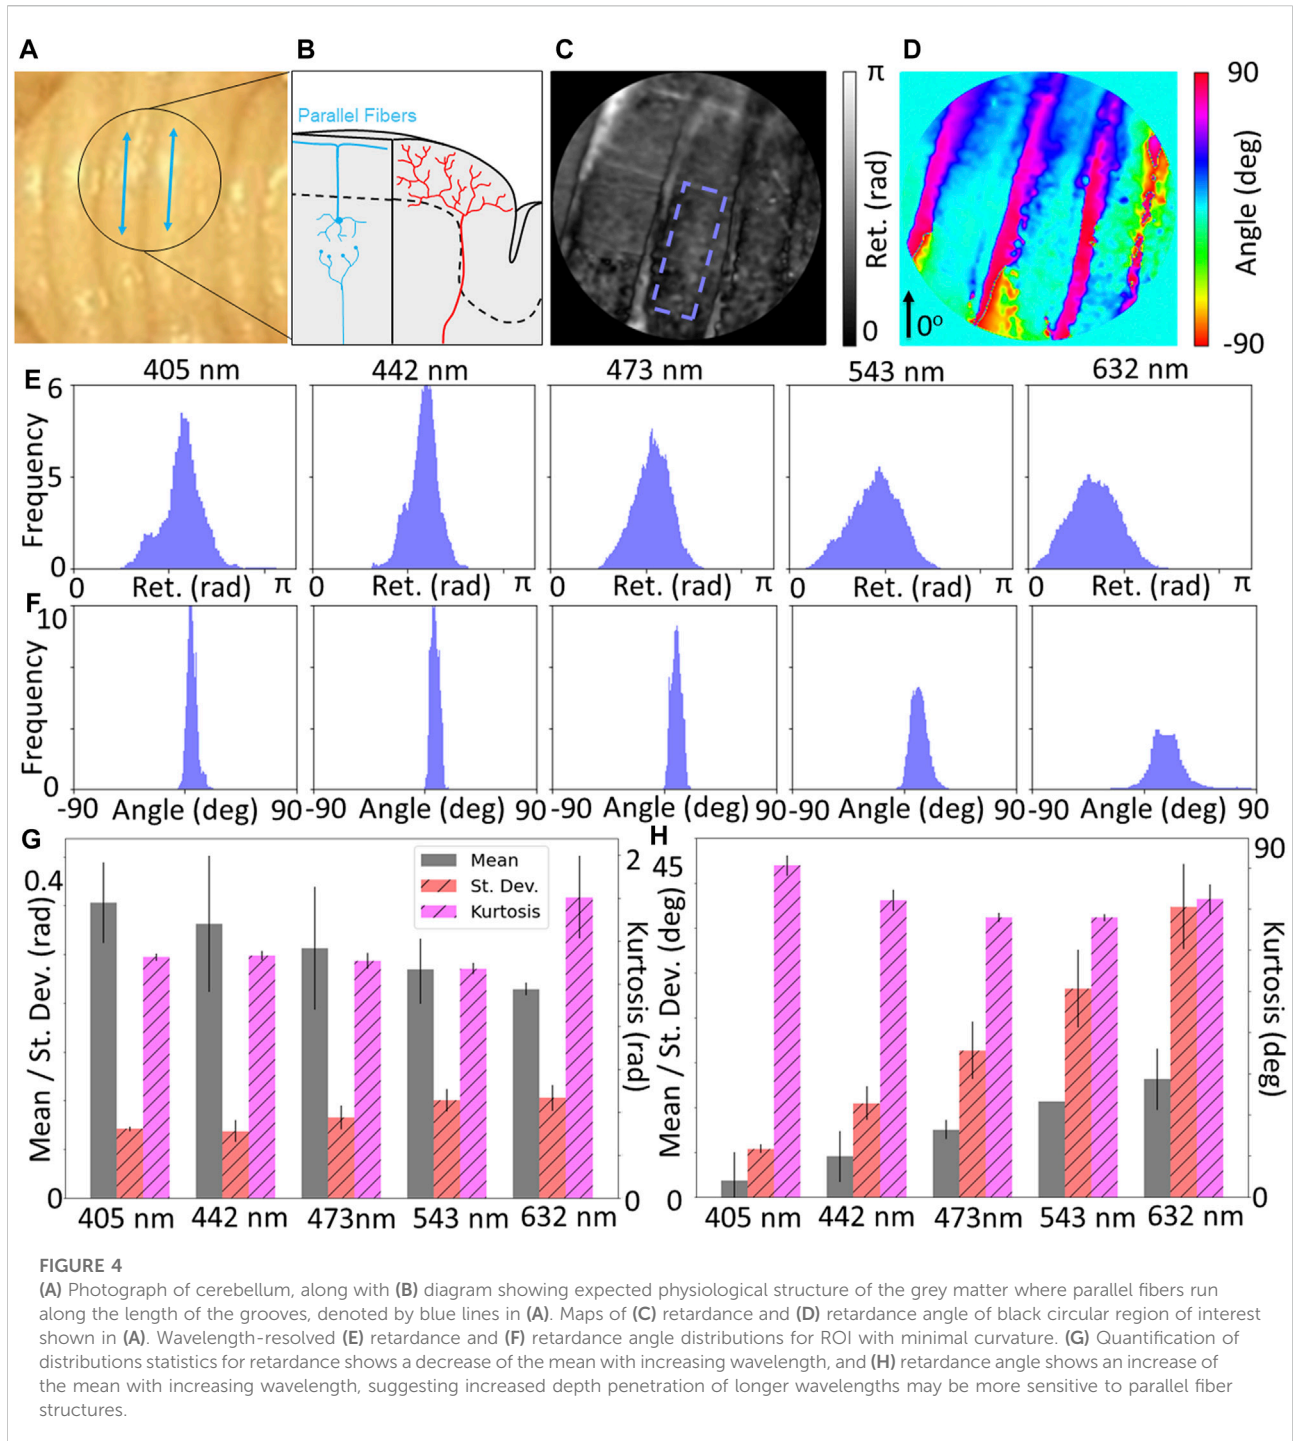 A
B
C
D
Parallel Fibers
π
Ret. (rad)
0
90
Angle (deg)
-90
0°
E
405 nm
442 nm
473 nm
543 nm
632 nm
6
5
0
Frequency
0 Ret. (rad) π
0 Ret. (rad) π
0 Ret. (rad) π
0 Ret. (rad) π
0 Ret. (rad) π
F
10
0
Frequency
-90 Angle (deg) 90
-90 Angle (deg) 90
-90 Angle (deg) 90
-90 Angle (deg) 90
-90 Angle (deg) 90
G
0.4
0
Mean / St. Dev. (rad)
Mean
St. Dev.
Kurtosis
2
0
Kurtosis (rad)
405 nm
442 nm
473nm
543 nm
632 nm
H
45
0
Mean / St. Dev. (deg)
90
0
Kurtosis (deg)
405 nm
442 nm
473nm
543 nm
632 nm
FIGURE 4
(A) Photograph of cerebellum, along with (B) diagram showing expected physiological structure of the grey matter where parallel fibers run
along the length of the grooves, denoted by blue lines in (A). Maps of (C) retardance and (D) retardance angle of black circular region of interest
shown in (A). Wavelength-resolved (E) retardance and (F) retardance angle distributions for ROI with minimal curvature. (G) Quantification of
distributions statistics for retardance shows a decrease of the mean with increasing wavelength, and (H) retardance angle shows an increase of
the mean with increasing wavelength, suggesting increased depth penetration of longer wavelengths may be more sensitive to parallel fiber
structures.